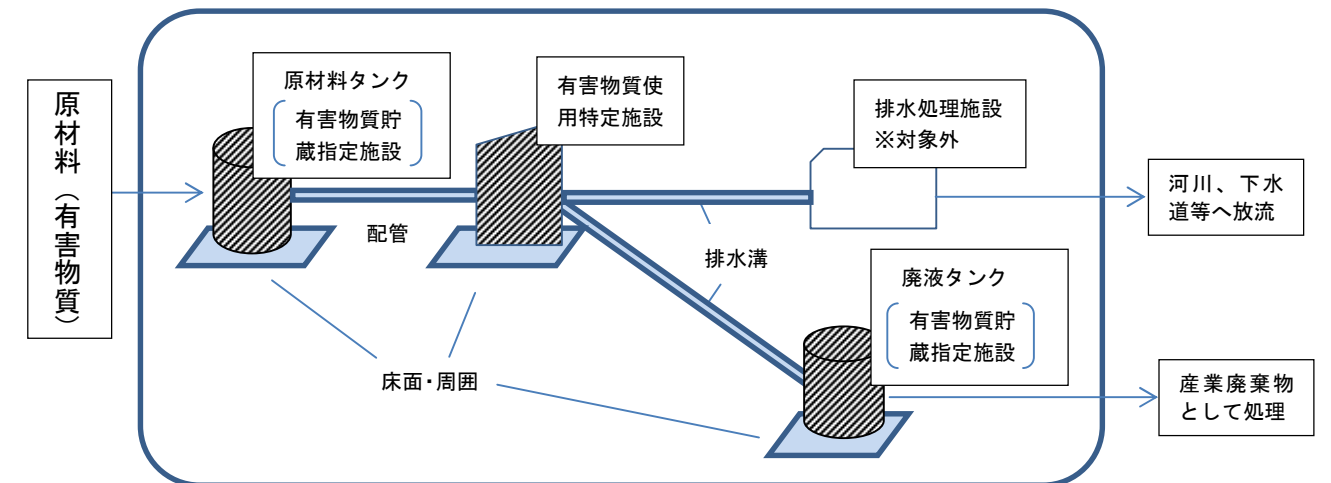 原材料（有害物質）
原材料タンク
有害物質貯
蔵指定施設
有害物質使
用特定施設
排水処理施設
※対象外
河川、下水
道等へ放流
配管
排水溝
廃液タンク
有害物質貯
蔵指定施設
床面・周囲
産業廃棄物
として処理